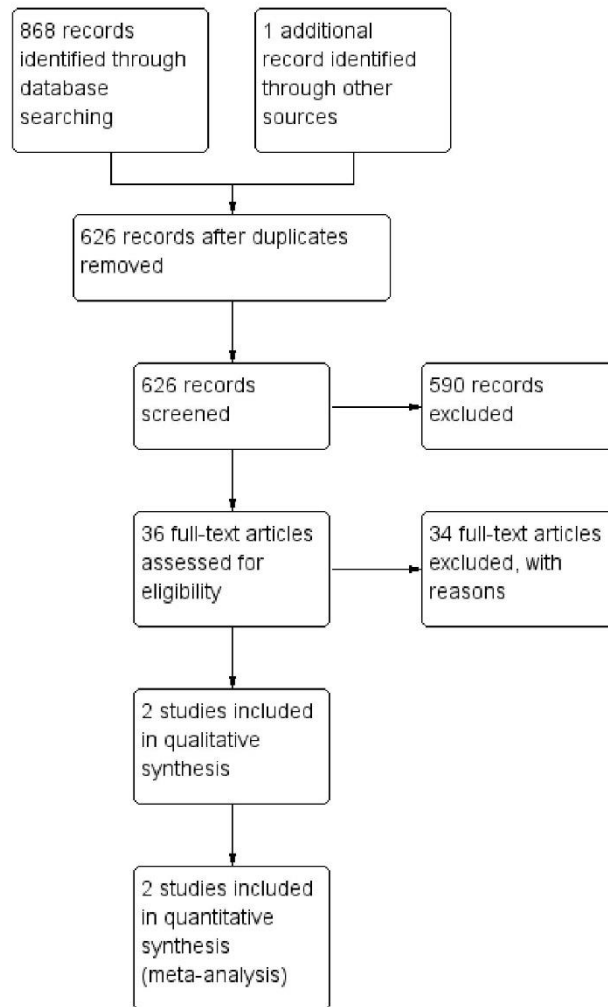 868 records
identified through
database
searching
1 additional
record identified
through other
sources
626 records after duplicates
removed
626 records
screened
590 records
excluded
36 full-text articles
assessed for
eligibility
34 full-text articles
excluded, with
reasons
2 studies included
in qualitative
synthesis
2 studies included
in quantitative
synthesis
(meta-analysis)